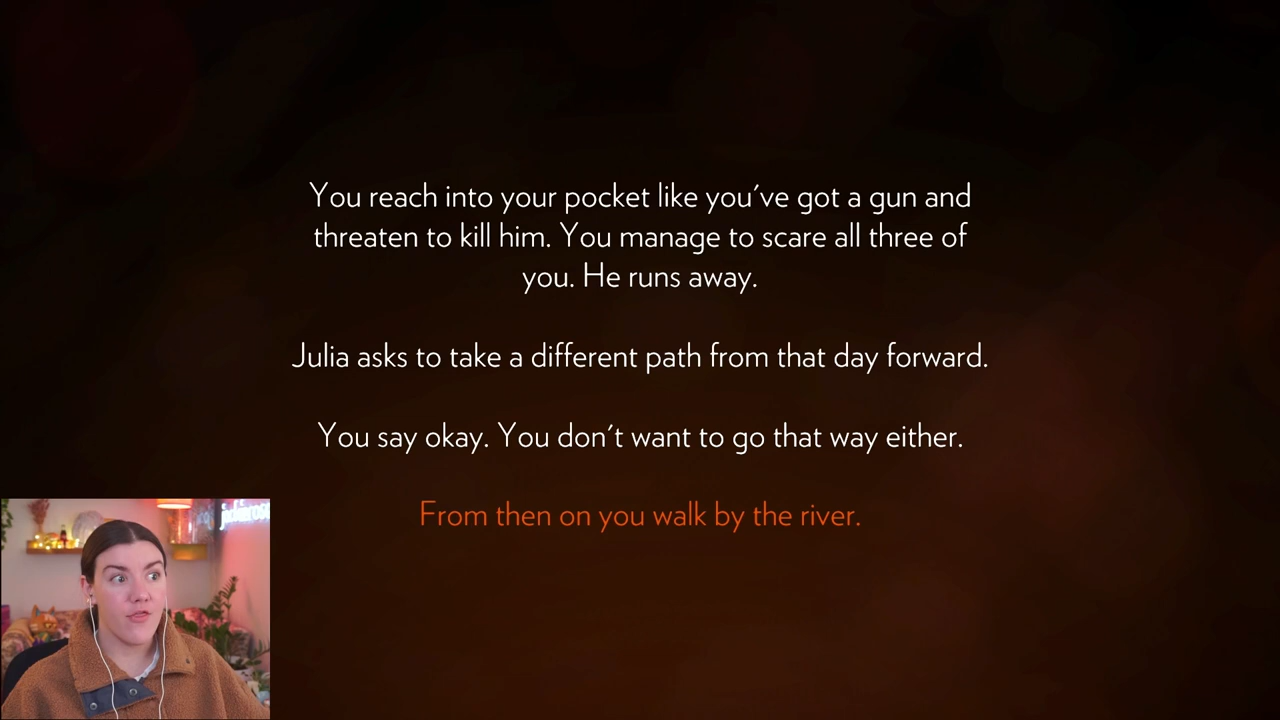 You reach into your pocket like you've got a gun and
threaten to kill him. You manage to scare all three of
you. He runs away.
Julia asks to take a different path from that day forward.
You say okay. You don't want to go that way either.
From then on you walk by the river.